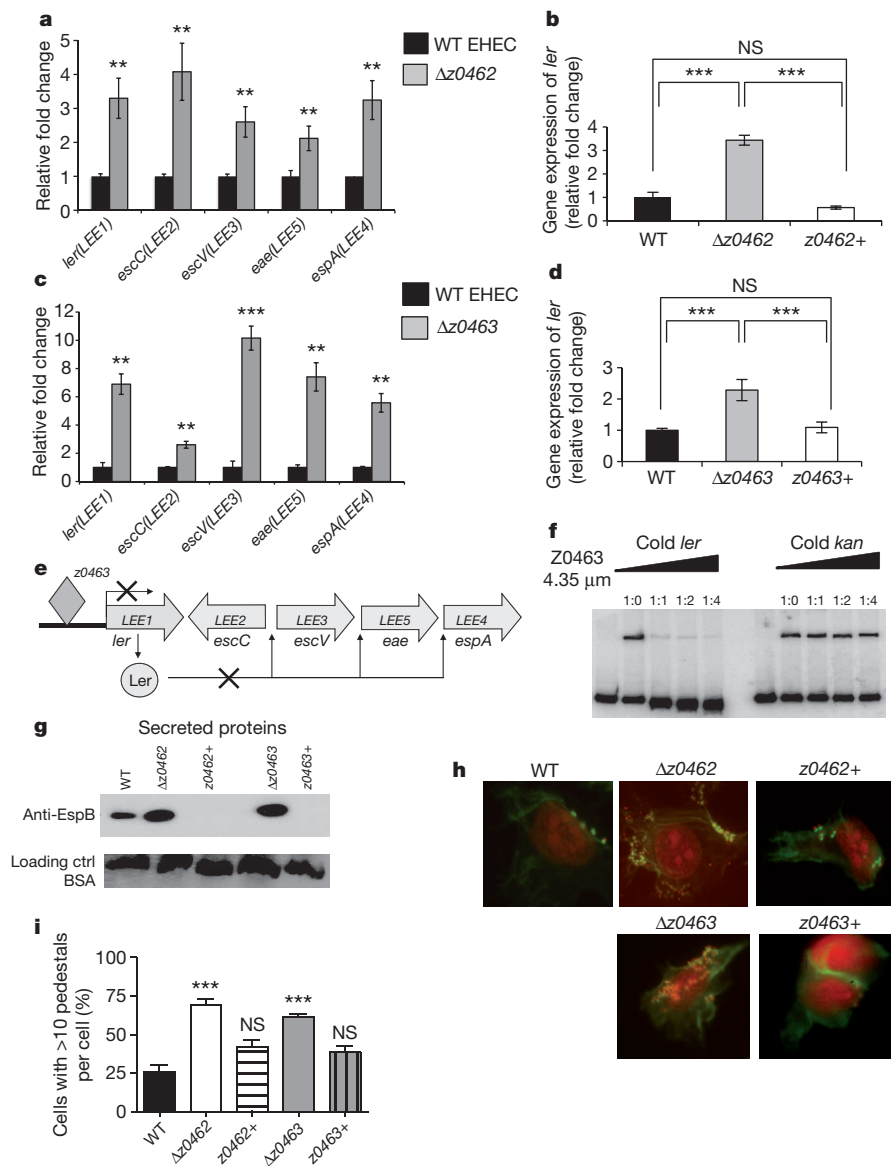 a
Relative fold change
5
4
3
2
1
0
**
**
**
**
**
WT EHEC
Δz0462
ler(LEE1)
escC(LEE2)
escV(LEE3)
eae(LEE5)
espA(LEE4)
b
Gene expression of ler
(relative fold change)
NS
***
***
4
3
2
1
0
WT
Δz0462
z0462+
c
Relative fold change
12
10
8
6
4
2
0
**
**
***
**
**
WT EHEC
Δz0463
ler(LEE1)
escC(LEE2)
escV(LEE3)
eae(LEE5)
espA(LEE4)
d
Gene expression of ler
(relative fold change)
NS
***
***
3
2
1
0
WT
Δz0463
z0463+
e
z0463
LEE1
LEE2
LEE3
LEE5
LEE4
ler
escC
escV
eae
espA
Ler
f
Cold ler
Cold kan
Z0463
4.35 µm
1:0 1:1 1:2 1:4
1:0 1:1 1:2 1:4
g
Secreted proteins
WT
Δz0462
z0462+
Δz0463
z0463+
Anti-EspB
Loading ctrl
BSA
h
WT
Δz0462
z0462+
Δz0463
z0463+
i
Cells with >10 pedestals
per cell (%)
100
75
50
25
0
***
NS
***
NS
WT
Δz0462
z0462+
Δz0463
z0463+